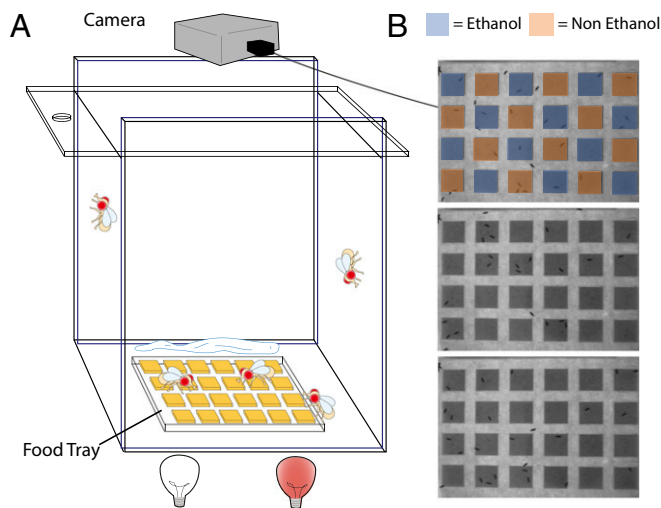 A
Camera
B
= Ethanol
= Non Ethanol
Food Tray